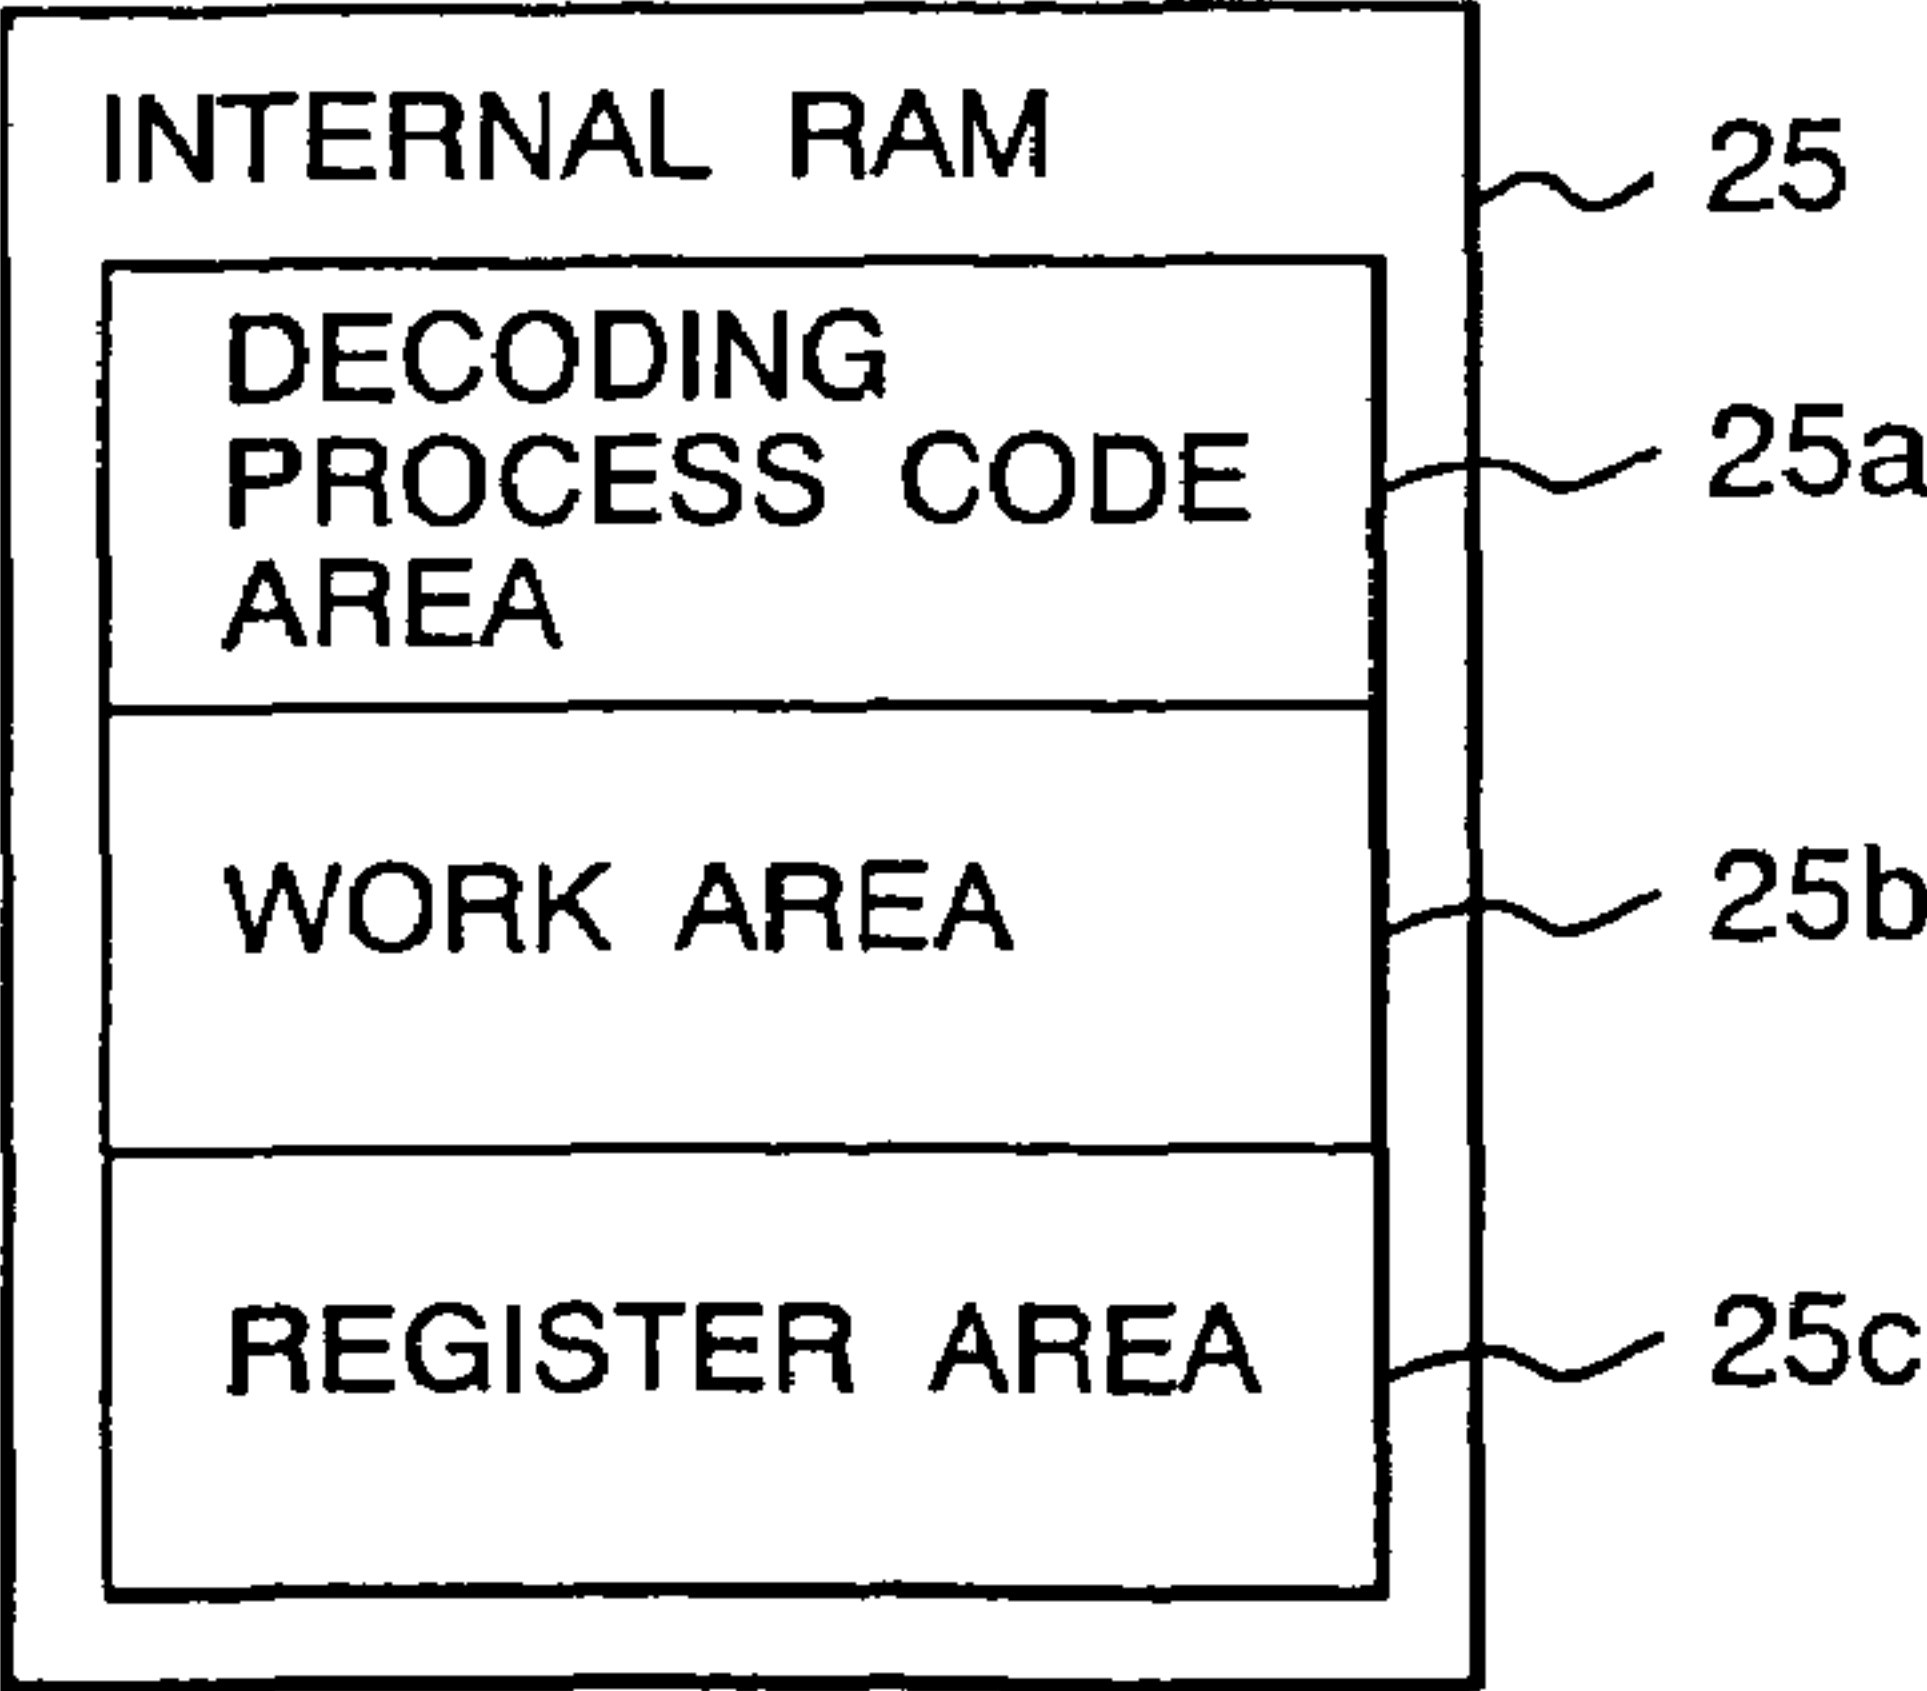 INTERNAL RAM
25
DECODING
PROCESS CODE
AREA
25a
WORK AREA
25b
REGISTER AREA
25c